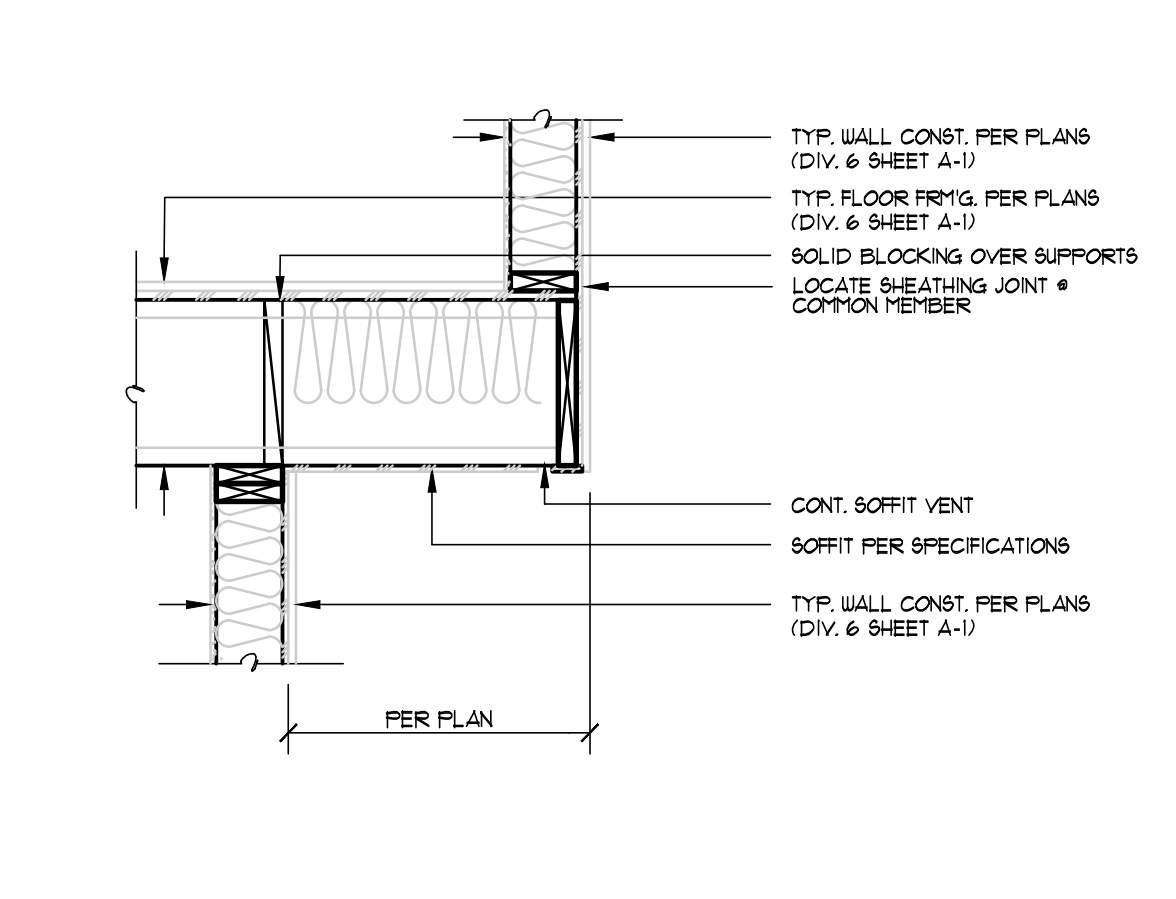 TYP. WALL CONST. PER PLANS
(DIV. 6 SHEET A-1)
TYP. FLOOR FRM'G. PER PLANS
(DIV. 6 SHEET A-1)
SOLID BLOCKING OVER SUPPORTS
LOCATE SHEATHING JOINT @
COMMON MEMBER
CONT. SOFFIT VENT
SOFFIT PER SPECIFICATIONS
TYP. WALL CONST. PER PLANS
(DIV. 6 SHEET A-1)
PER PLAN